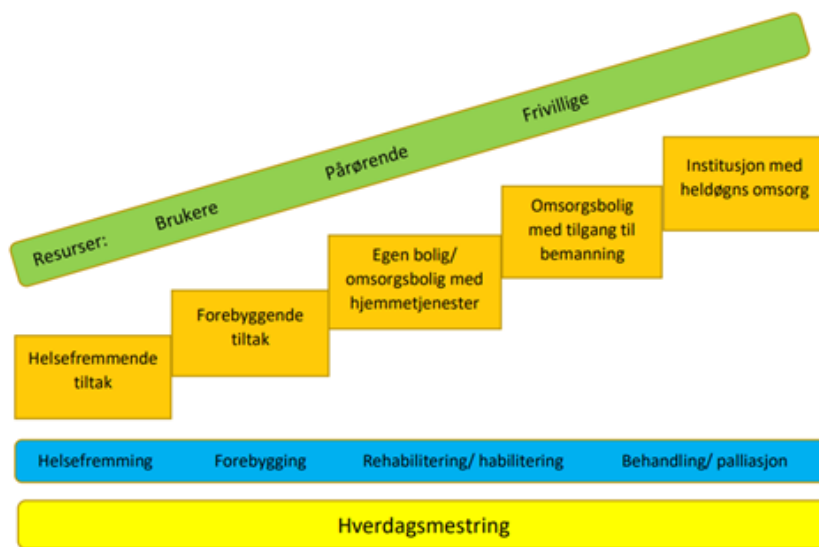 Resurser: Brukere Pårørende Frivillige
Institusjon med
heldøgns omsorg
Omsorgsbolig
med tilgang til
bemanning
Egen bolig/
omsorgsbolig med
hjemmetjenester
Forebyggende
tiltak
Helsefremmende
tiltak
Helsefremming Forebygging Rehabilitering/ habilitering Behandling/ palliasjon
Hverdagsmestring